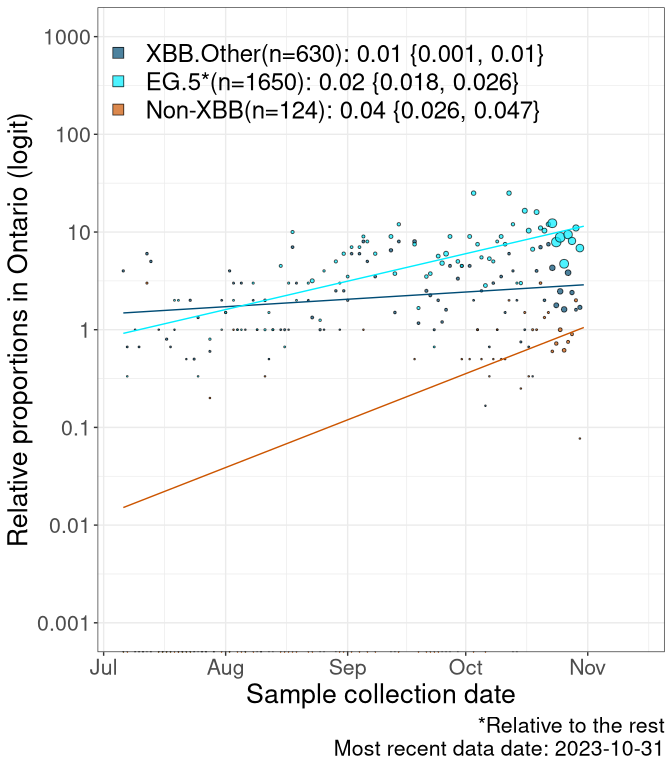 1000
100
10
1
0.1
0.01
0.001
Relative proportions in Ontario (logit)
XBB.Other(n=630): 0.01 {0.001, 0.01}
EG.5*(n=1650): 0.02 {0.018, 0.026}
Non-XBB(n=124): 0.04 {0.026, 0.047}
Jul Aug Sep Oct Nov
Sample collection date
*Relative to the rest
Most recent data date: 2023-10-31